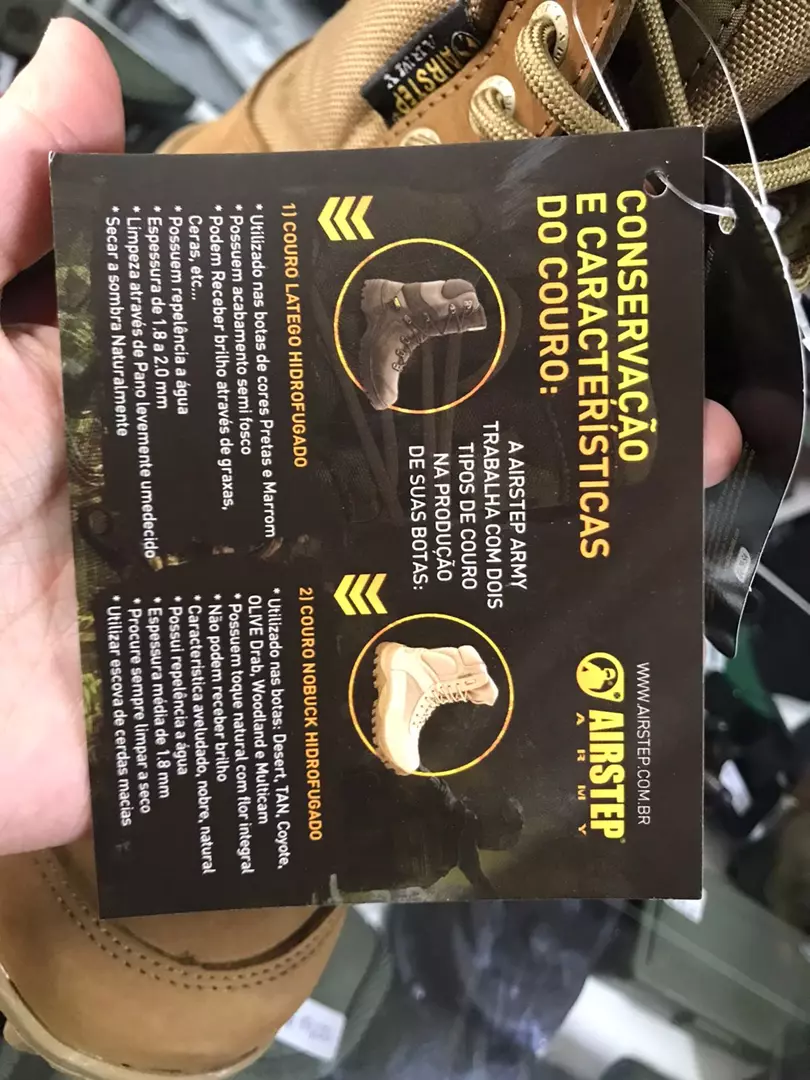 CONSERVAÇÃO
E CARACTERÍSTICAS
DO COURO:
WWW.AIRSTEP.COM.BR
AIRSTEP
ARMY
A AIRSTEP ARMY
TRABALHA COM DOIS
TIPOS DE COURO
NA PRODUÇÃO
DE SUAS BOTAS:
1) COURO LATEGO HIDROFUGADO
* Utilizado nas botas de cores Pretas e Marrom
* Possuem acabamento semi fosco
* Podem Receber brilho através de graxas,
Ceras, etc...
* Possuem repelência a água
* Espessura de 1.8 a 2.0 mm
* Limpeza através de Pano levemente umedecido
* Secar a sombra Naturalmente
2) COURO NOBUCK HIDROFUGADO
* Utilizado nas botas: Desert, TAN, Coyote,
OLIVE Drab, Woodland e Multicam
* Possuem toque natural com flor integral
* Não podem receber brilho
* Caracteristica aveludado, nobre, natural
* Possui repelência a água
* Espessura média de 1.8 mm
* Procure sempre limpar a seco
* Utilizar escova de cerdas macias
AIRSTEP
ARMY